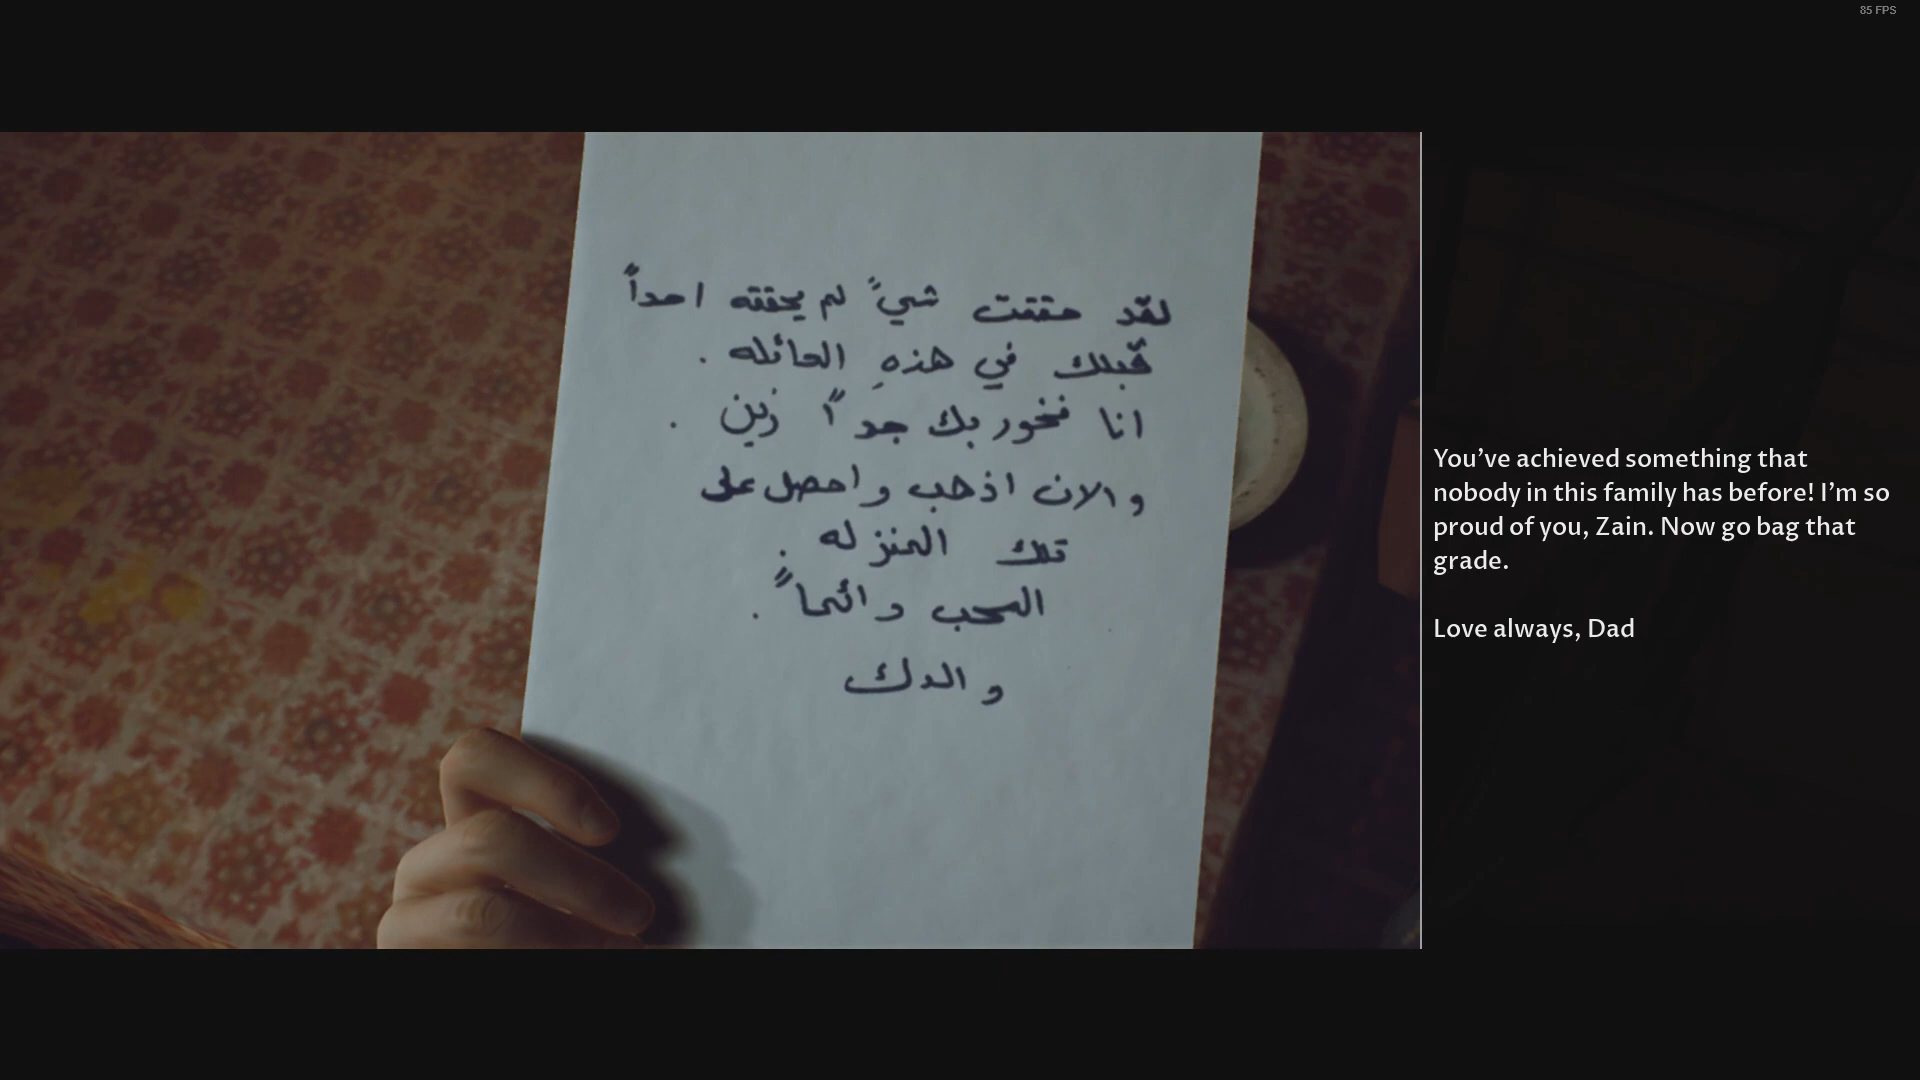 85 FPS
لقد حققت شيً لم يحققه احداً
قبلك في هذهِ العائله .
انا فخور بك جداً زين .
والان اذهب واحصل على
تلك المنزله .
المحب دائماً .
والدك
You've achieved something that
nobody in this family has before! I'm so
proud of you, Zain. Now go bag that
grade.
Love always, Dad